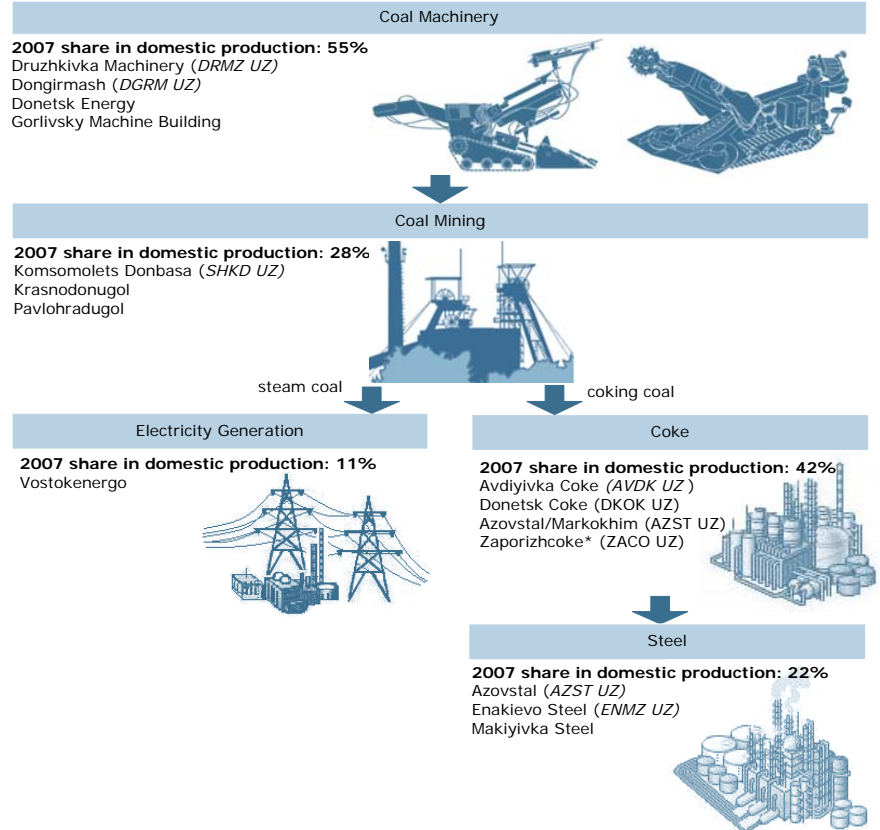 Coal Machinery
2007 share in domestic production: 55%
Druzhkivka Machinery (DRMZ UZ)
Dongirmash (DGRM UZ)
Donetsk Energy
Gorlivsky Machine Building
Coal Mining
2007 share in domestic production: 28%
Komsomolets Donbasa (SHKD UZ)
Krasnodonugol
Pavlohradugol
steam coal
coking coal
Electricity Generation
2007 share in domestic production: 11%
Vostokenergo
Coke
2007 share in domestic production: 42%
Avdiyivka Coke (AVDK UZ )
Donetsk Coke (DKOK UZ)
Azovstal/Markokhim (AZST UZ)
Zaporizhcoke* (ZACO UZ)
Steel
2007 share in domestic production: 22%
Azovstal (AZST UZ)
Enakievo Steel (ENMZ UZ)
Makiyivka Steel